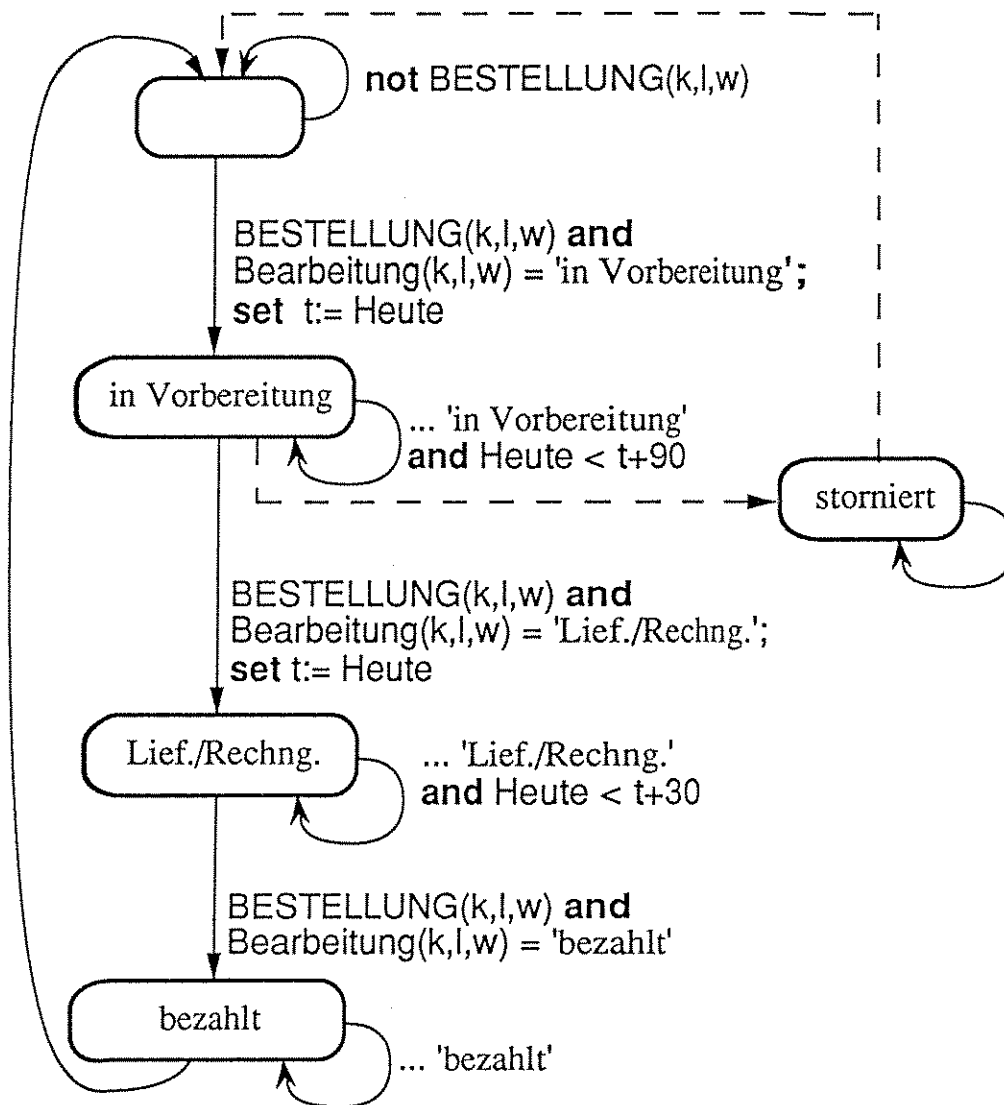 not BESTELLUNG(k,l,w)
BESTELLUNG(k,l,w) and
Bearbeitung(k,l,w) = 'in Vorbereitung';
set t:= Heute
in Vorbereitung
... 'in Vorbereitung'
and Heute < t+90
storniert
BESTELLUNG(k,l,w) and
Bearbeitung(k,l,w) = 'Lief./Rechng.';
set t:= Heute
Lief./Rechng.
... 'Lief./Rechng.'
and Heute < t+30
BESTELLUNG(k,l,w) and
Bearbeitung(k,l,w) = 'bezahlt'
bezahlt
... 'bezahlt'